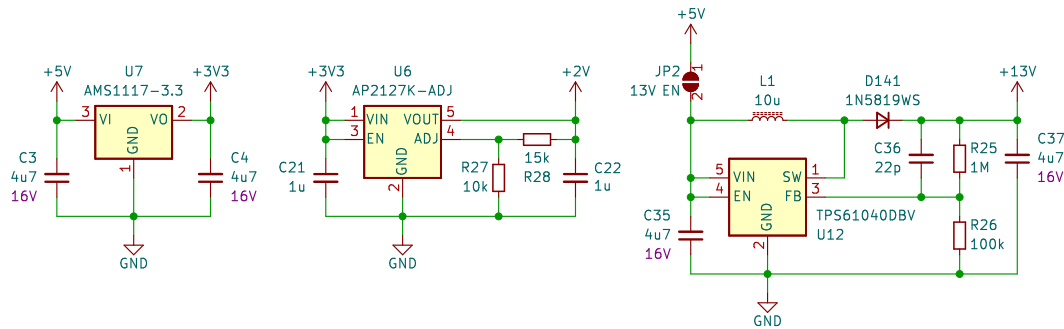 +5V
U7
AMS1117-3.3
+3V3
3
VI
VO
2
GND
1
C3
4u7
16V
C4
4u7
16V
GND
+3V3
U6
AP2127K-ADJ
+2V
1
VIN
VOUT
5
3
EN
ADJ
4
GND
2
C21
1u
R27
10k
15k
R28
C22
1u
GND
+5V
JP2
1
13V EN
2
L1
10u
D141
1N5819WS
+13V
C36
22p
R25
1M
C37
4u7
16V
5
VIN
SW
1
4
EN
FB
3
GND
2
TPS61040DBV
U12
C35
4u7
16V
R26
100k
GND